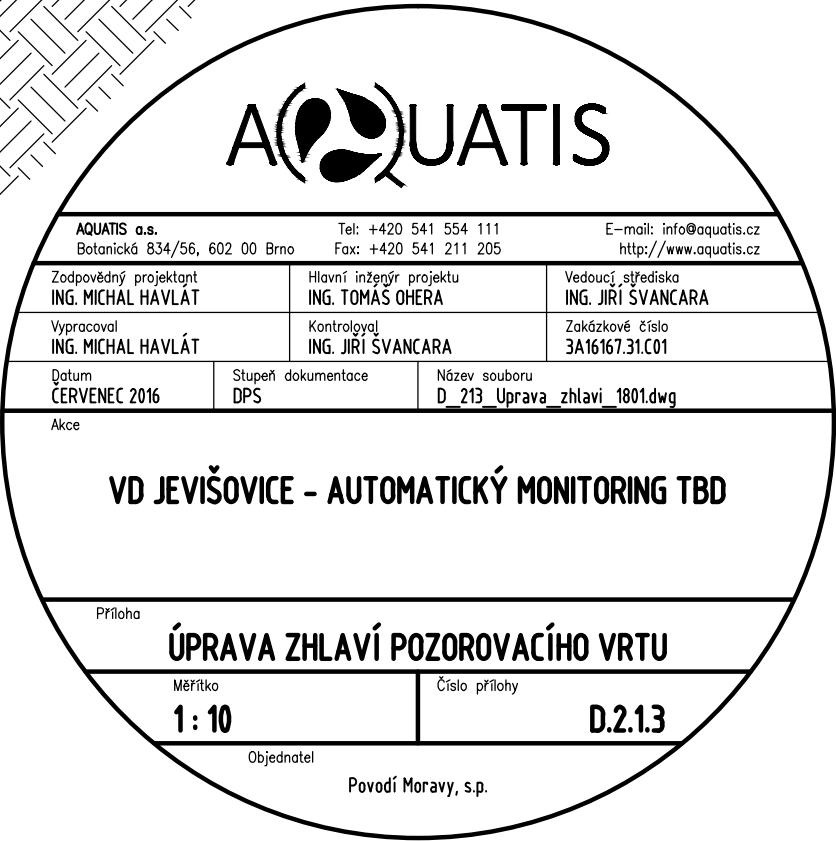 AQUATIS
AQUATIS a.s. Tel: +420 541 554 111 E-mail: info@aquatis.cz
Botanická 834/56, 602 00 Brno Fax: +420 541 211 205 http://www.aquatis.cz
Zodpovědný projektant Hlavní inženýr projektu Vedoucí střediska
ING. MICHAL HAVLÁT ING. TOMÁŠ OHERA ING. JIŘÍ ŠVANCARA
Vypracoval Kontroloval Zakázkové číslo
ING. MICHAL HAVLÁT ING. JIŘÍ ŠVANCARA 3A16167.31.C01
Datum Stupeň dokumentace Název souboru
ČERVENEC 2016 DPS D_213_Uprava_zhlavi_1801.dwg
Akce
VD JEVIŠOVICE - AUTOMATICKÝ MONITORING TBD
Příloha
ÚPRAVA ZHLAVÍ POZOROVACÍHO VRTU
Měřítko Číslo přílohy
1 : 10 D.2.1.3
Objednatel
Povodí Moravy, s.p.